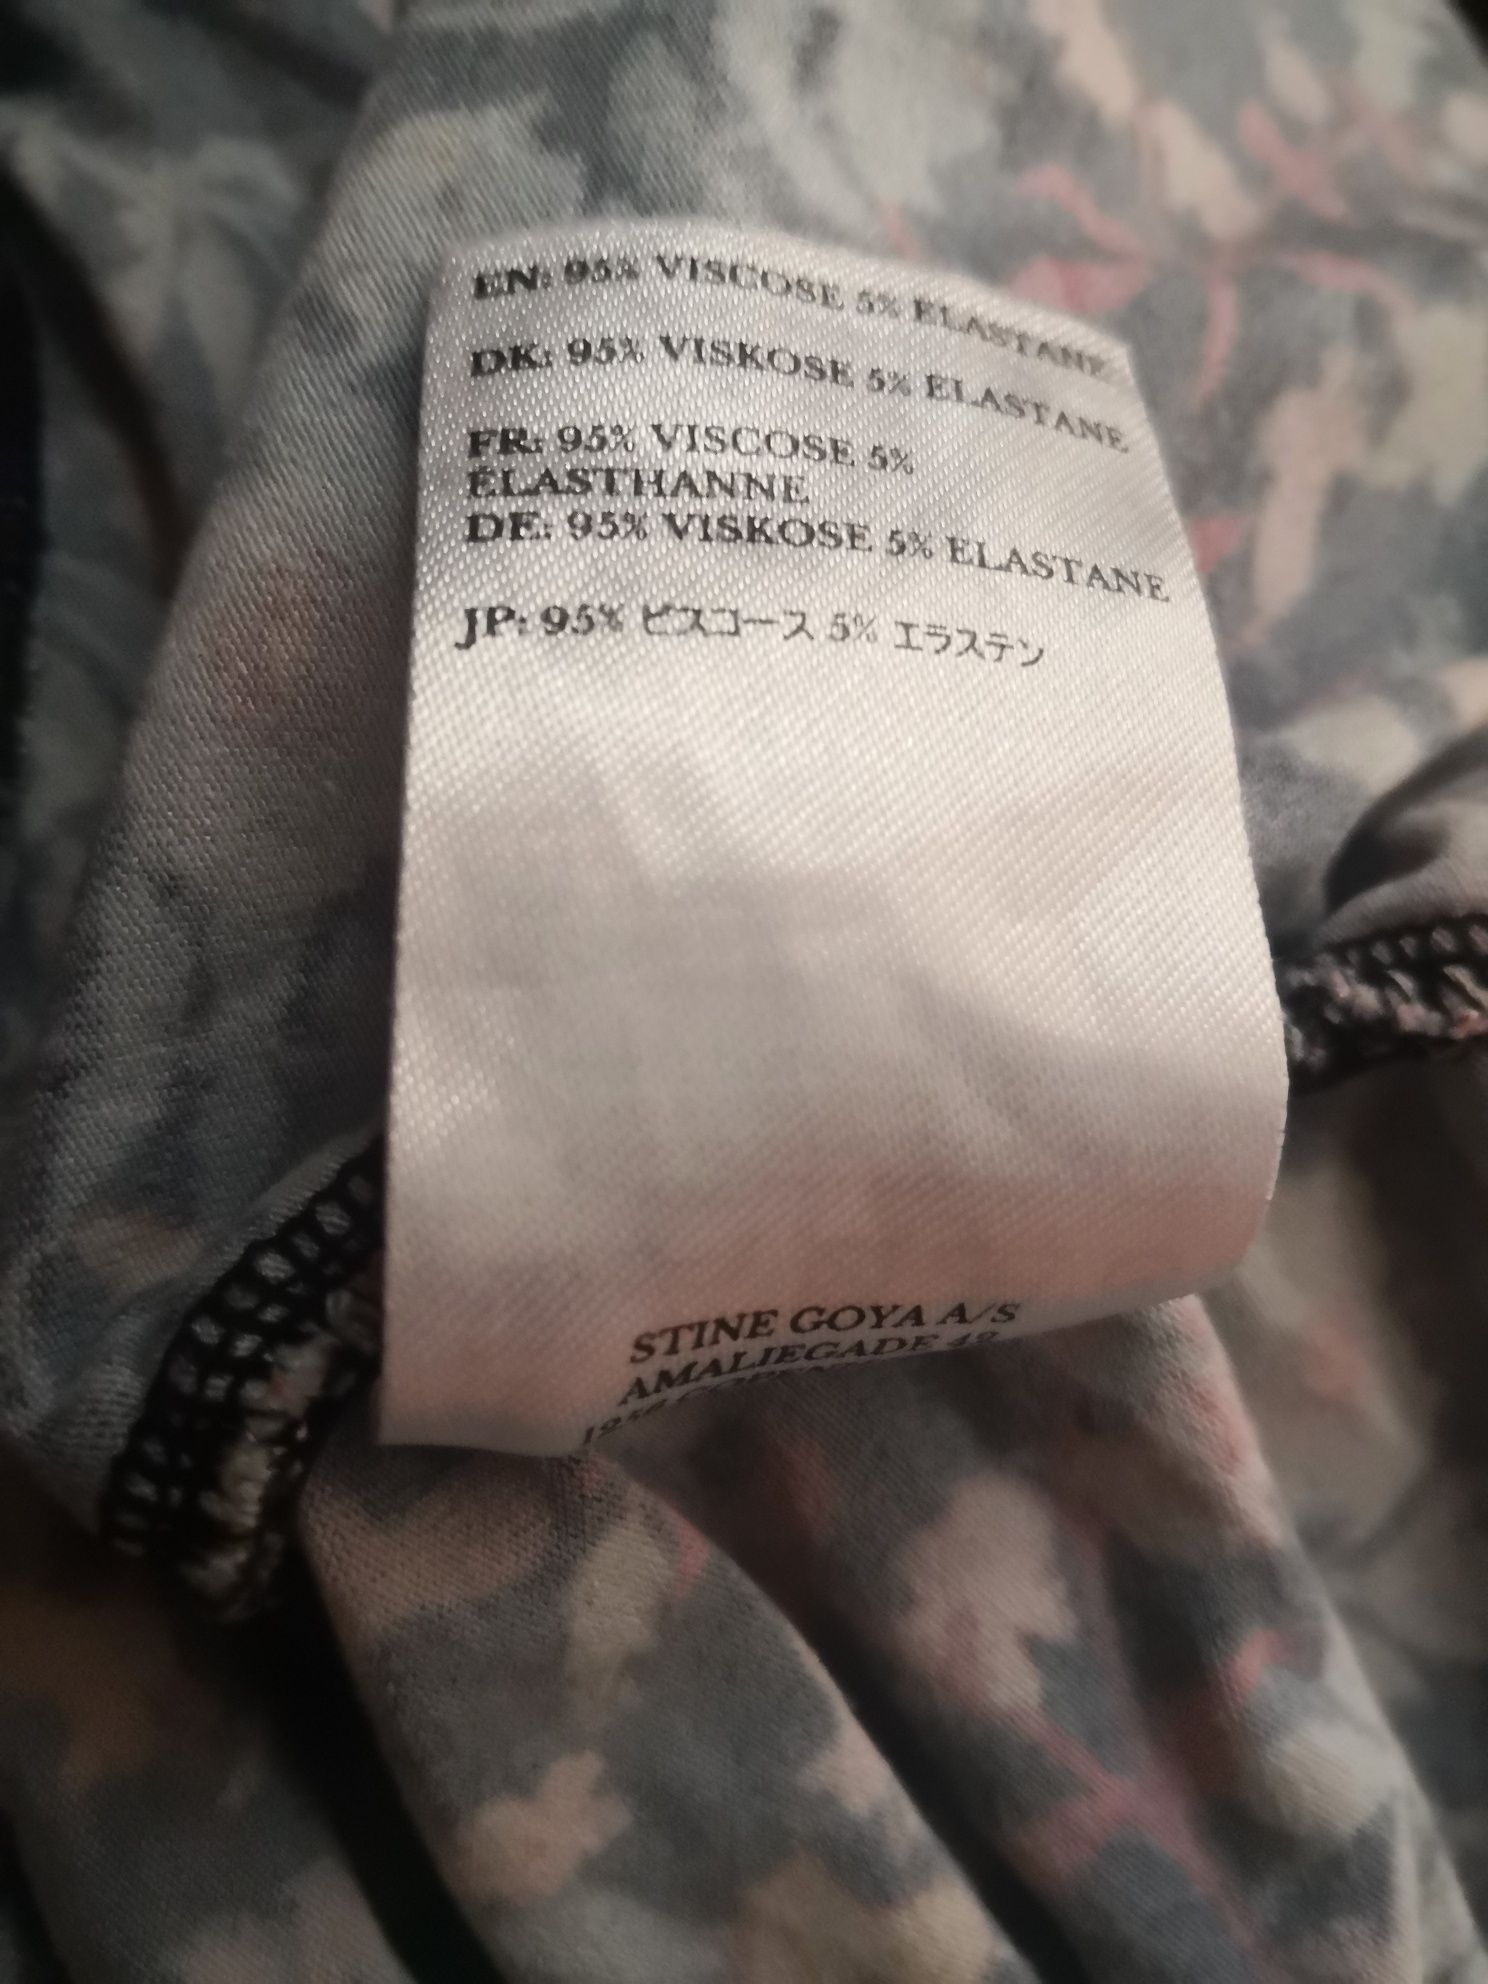 EN: 95% VISCOSE 5% ELASTANE
DK: 95% VISKOSE 5% ELASTANE
FR: 95% VISCOSE 5%
ÉLASTHANNE
DE: 95% VISKOSE 5% ELASTANE
JP: 95% ビスコース 5% エラステン
STINE GOYA A/S
AMALIEGADE